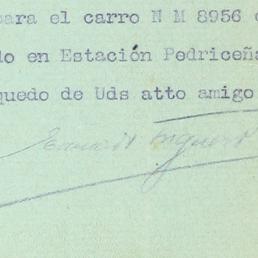 para el carro N M 8956
do en Estación Pedriceña
quedo de Uds atto amigo